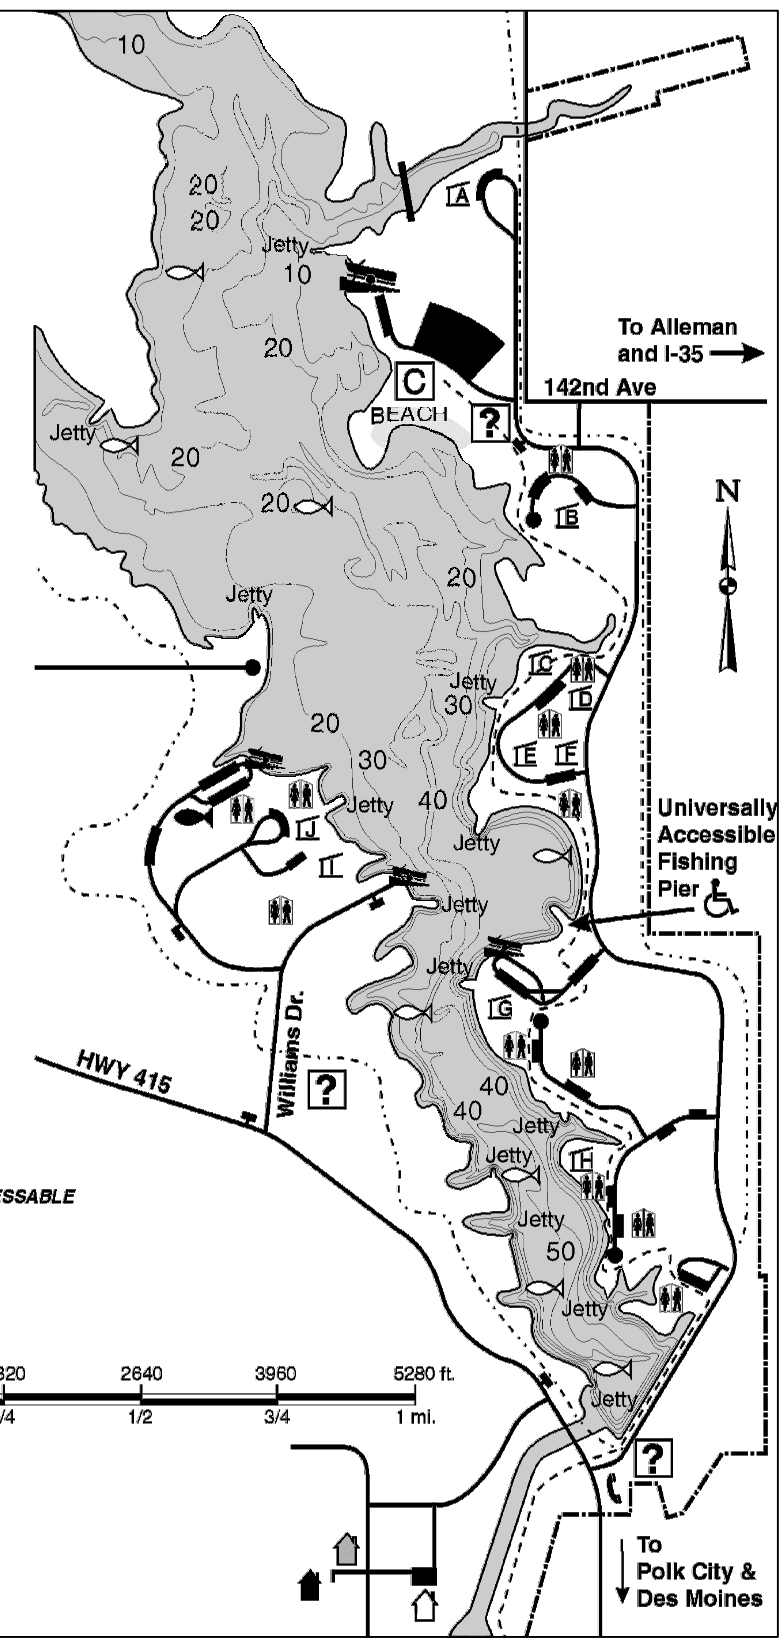 10
20
A
20
Jetty
10
To Alleman
and I-35
20
C
142nd Ave
BEACH
?
Jetty
20
N
20
B
20
Jetty
C
Jetty
D
30
20
E
F
30
40
Jetty
Universally
Accessible
Fishing
Pier
J
Jetty
I
Jetty
Jetty
G
Williams Dr.
HWY 415
?
40
40
Jetty
Jetty
H
ESSABLE
Jetty
50
Jetty
320
2640
3960
5280 ft.
/4
1/2
3/4
1 mi.
Jetty
?
To
Polk City &
Des Moines